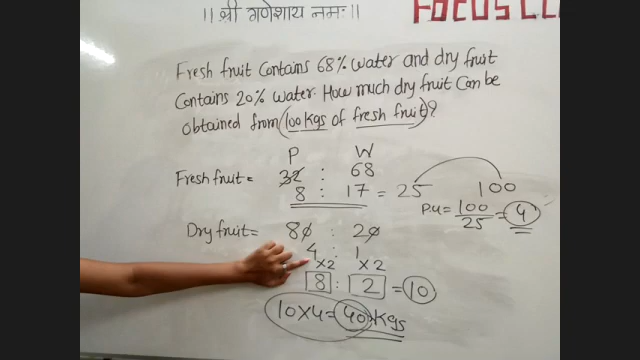 ।। श्री गणेशाय नमः।।
FOCUS
Fresh fruit Contains 68% water and dry fruit
Contains 20% water. How much dry fruit Can be
obtained from (100 kgs of fresh fruit)?
P W
Fresh fruit = 32 : 68
8 : 17 = 25 100
P.u = 100/25 = 4
Dry fruit = 80 : 20
4 : 1
×2 ×2
8 : 2 = 10
10×4=40 kgs